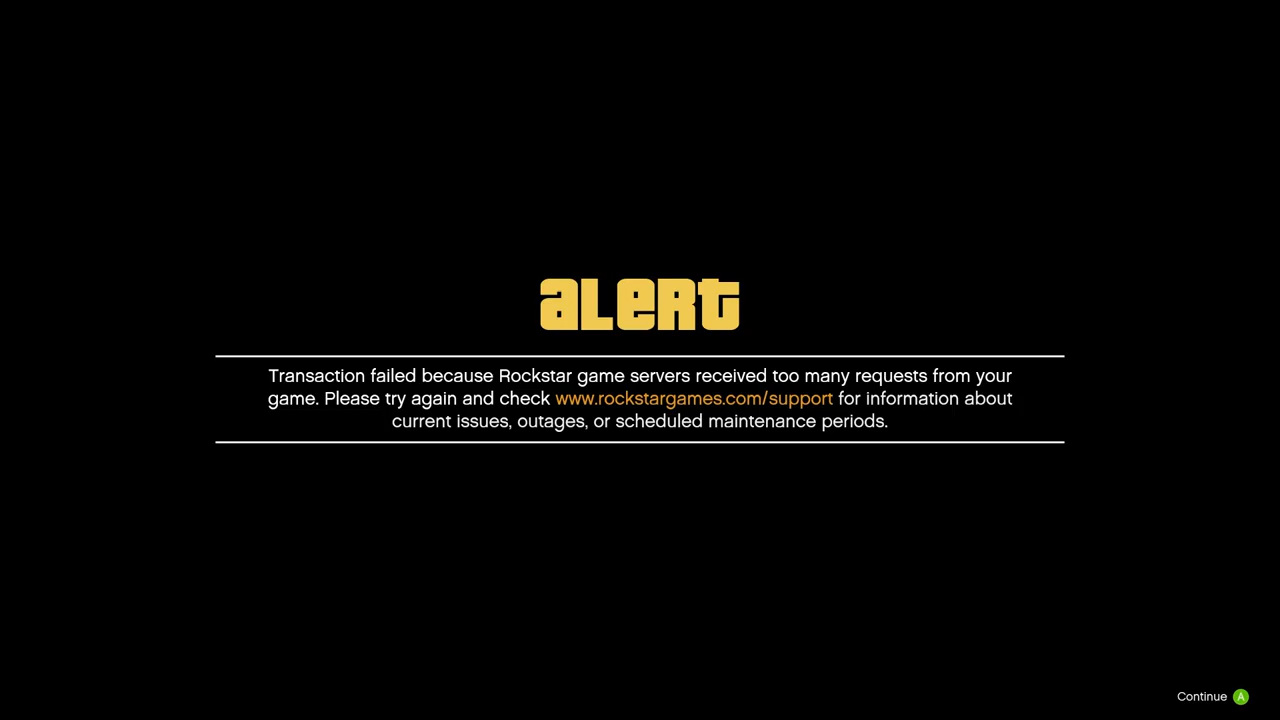 aLeRt
Transaction failed because Rockstar game servers received too many requests from your
game. Please try again and check www.rockstargames.com/support for information about
current issues, outages, or scheduled maintenance periods.
Continue A